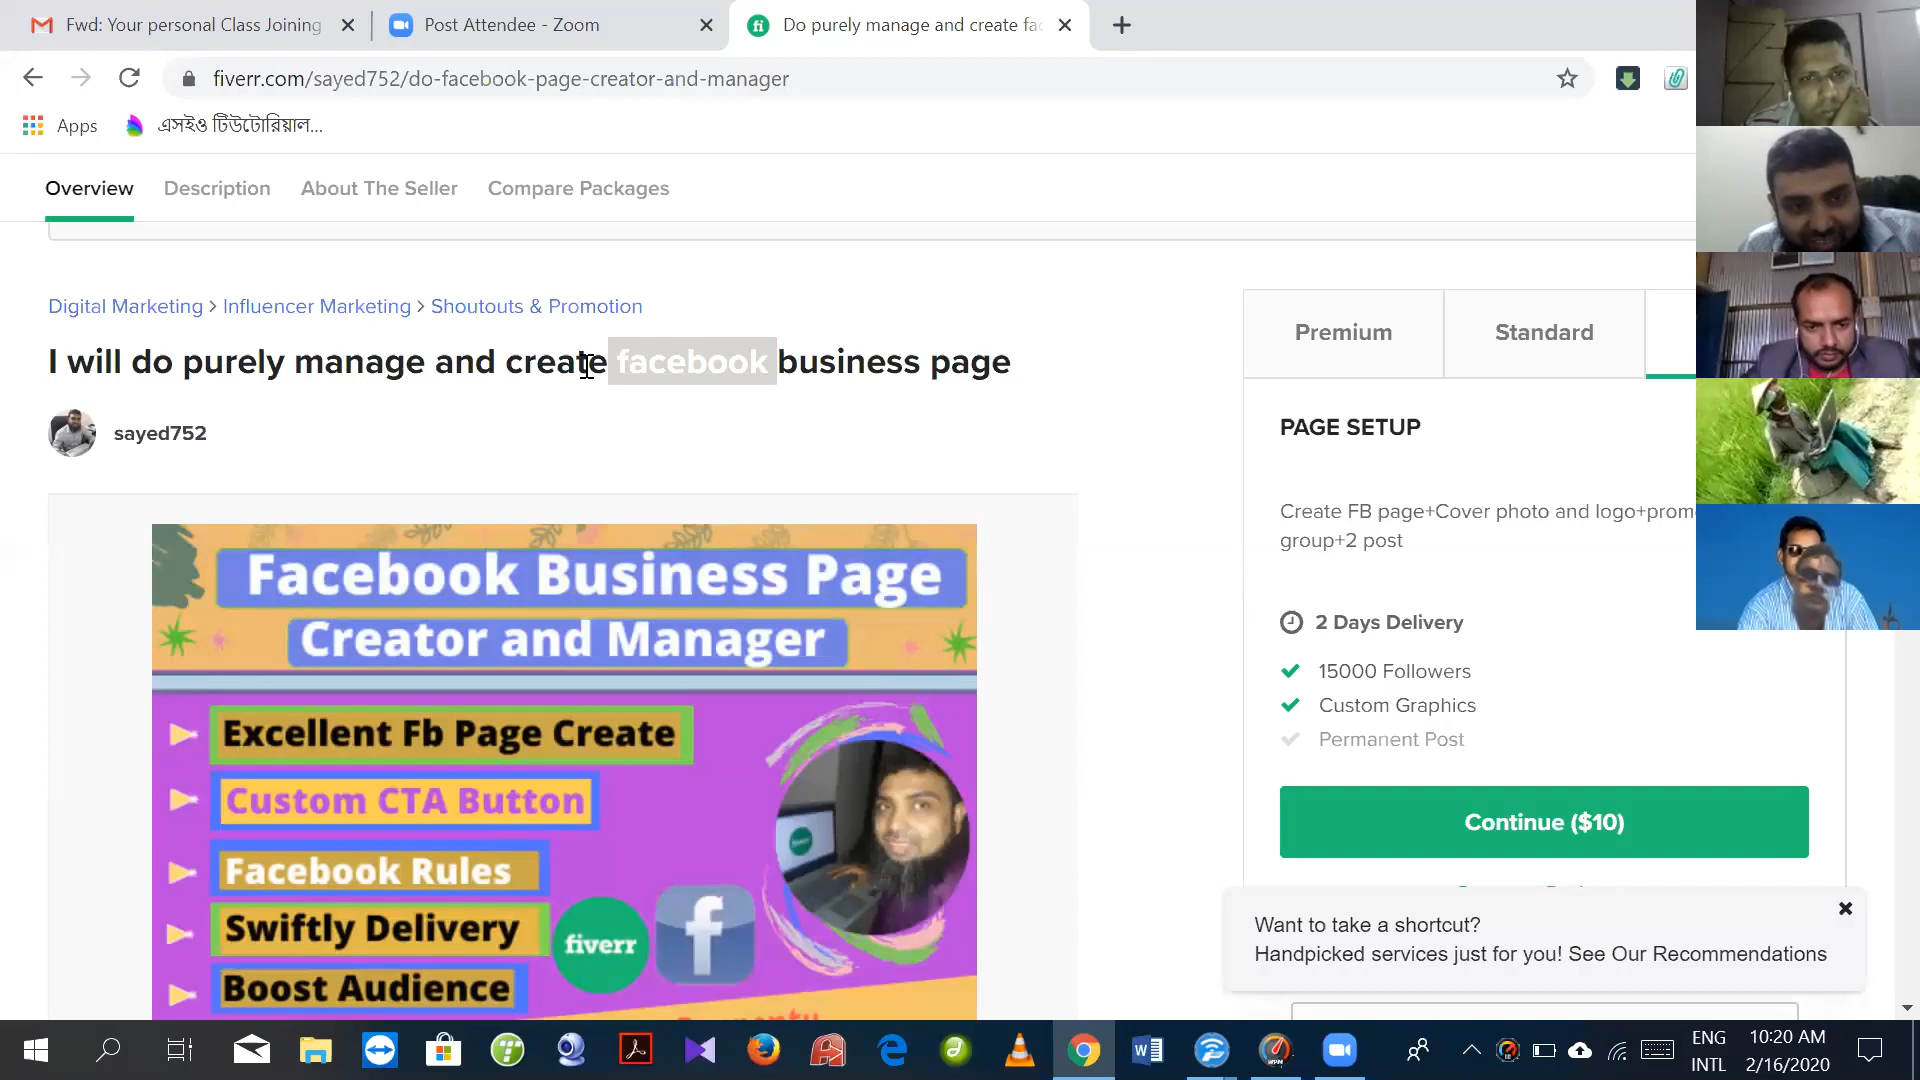 Fwd: Your personal Class Joining
Post Attendee - Zoom
Do purely manage and create fac
fiverr.com/sayed752/do-facebook-page-creator-and-manager
Apps
এসইও টিউটোরিয়াল...
Overview
Description
About The Seller
Compare Packages
Digital Marketing > Influencer Marketing > Shoutouts & Promotion
I will do purely manage and create facebook business page
sayed752
Facebook Business Page
Creator and Manager
Excellent Fb Page Create
Custom CTA Button
Facebook Rules
Swiftly Delivery
Boost Audience
fiverr
Premium
Standard
PAGE SETUP
Create FB page+Cover photo and logo+prom
group+2 post
2 Days Delivery
15000 Followers
Custom Graphics
Permanent Post
Continue ($10)
Want to take a shortcut?
Handpicked services just for you! See Our Recommendations
ENG
INTL
10:20 AM
2/16/2020